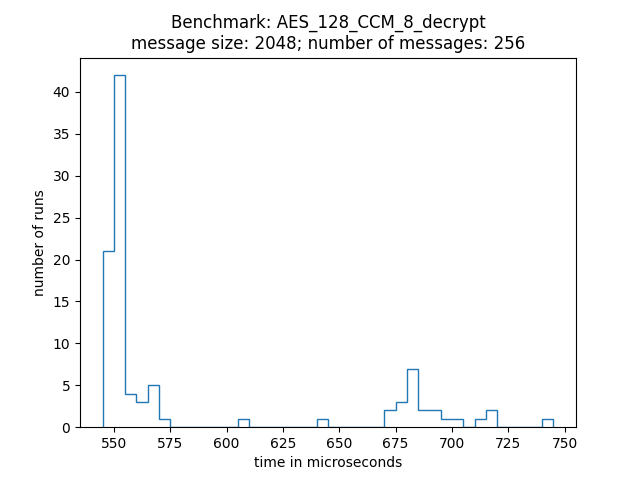 Benchmark: AES_128_CCM_8_decrypt
message size: 2048; number of messages: 256
number of runs
40
35
30
25
20
15
10
5
0
550 575 600 625 650 675 700 725 750
time in microseconds